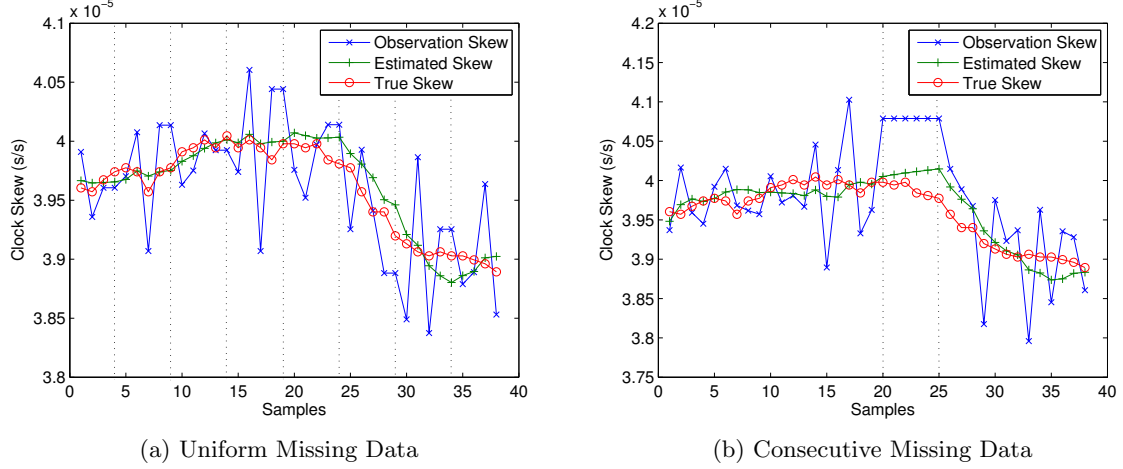 x 10^-5
4.1
4.05
4
3.95
3.9
3.85
3.8
Clock Skew (s/s)
0 5 10 15 20 25 30 35 40
Samples
Observation Skew
Estimated Skew
True Skew
(a) Uniform Missing Data
x 10^-5
4.2
4.15
4.1
4.05
4
3.95
3.9
3.85
3.8
3.75
Clock Skew (s/s)
0 5 10 15 20 25 30 35 40
Samples
Observation Skew
Estimated Skew
True Skew
(b) Consecutive Missing Data